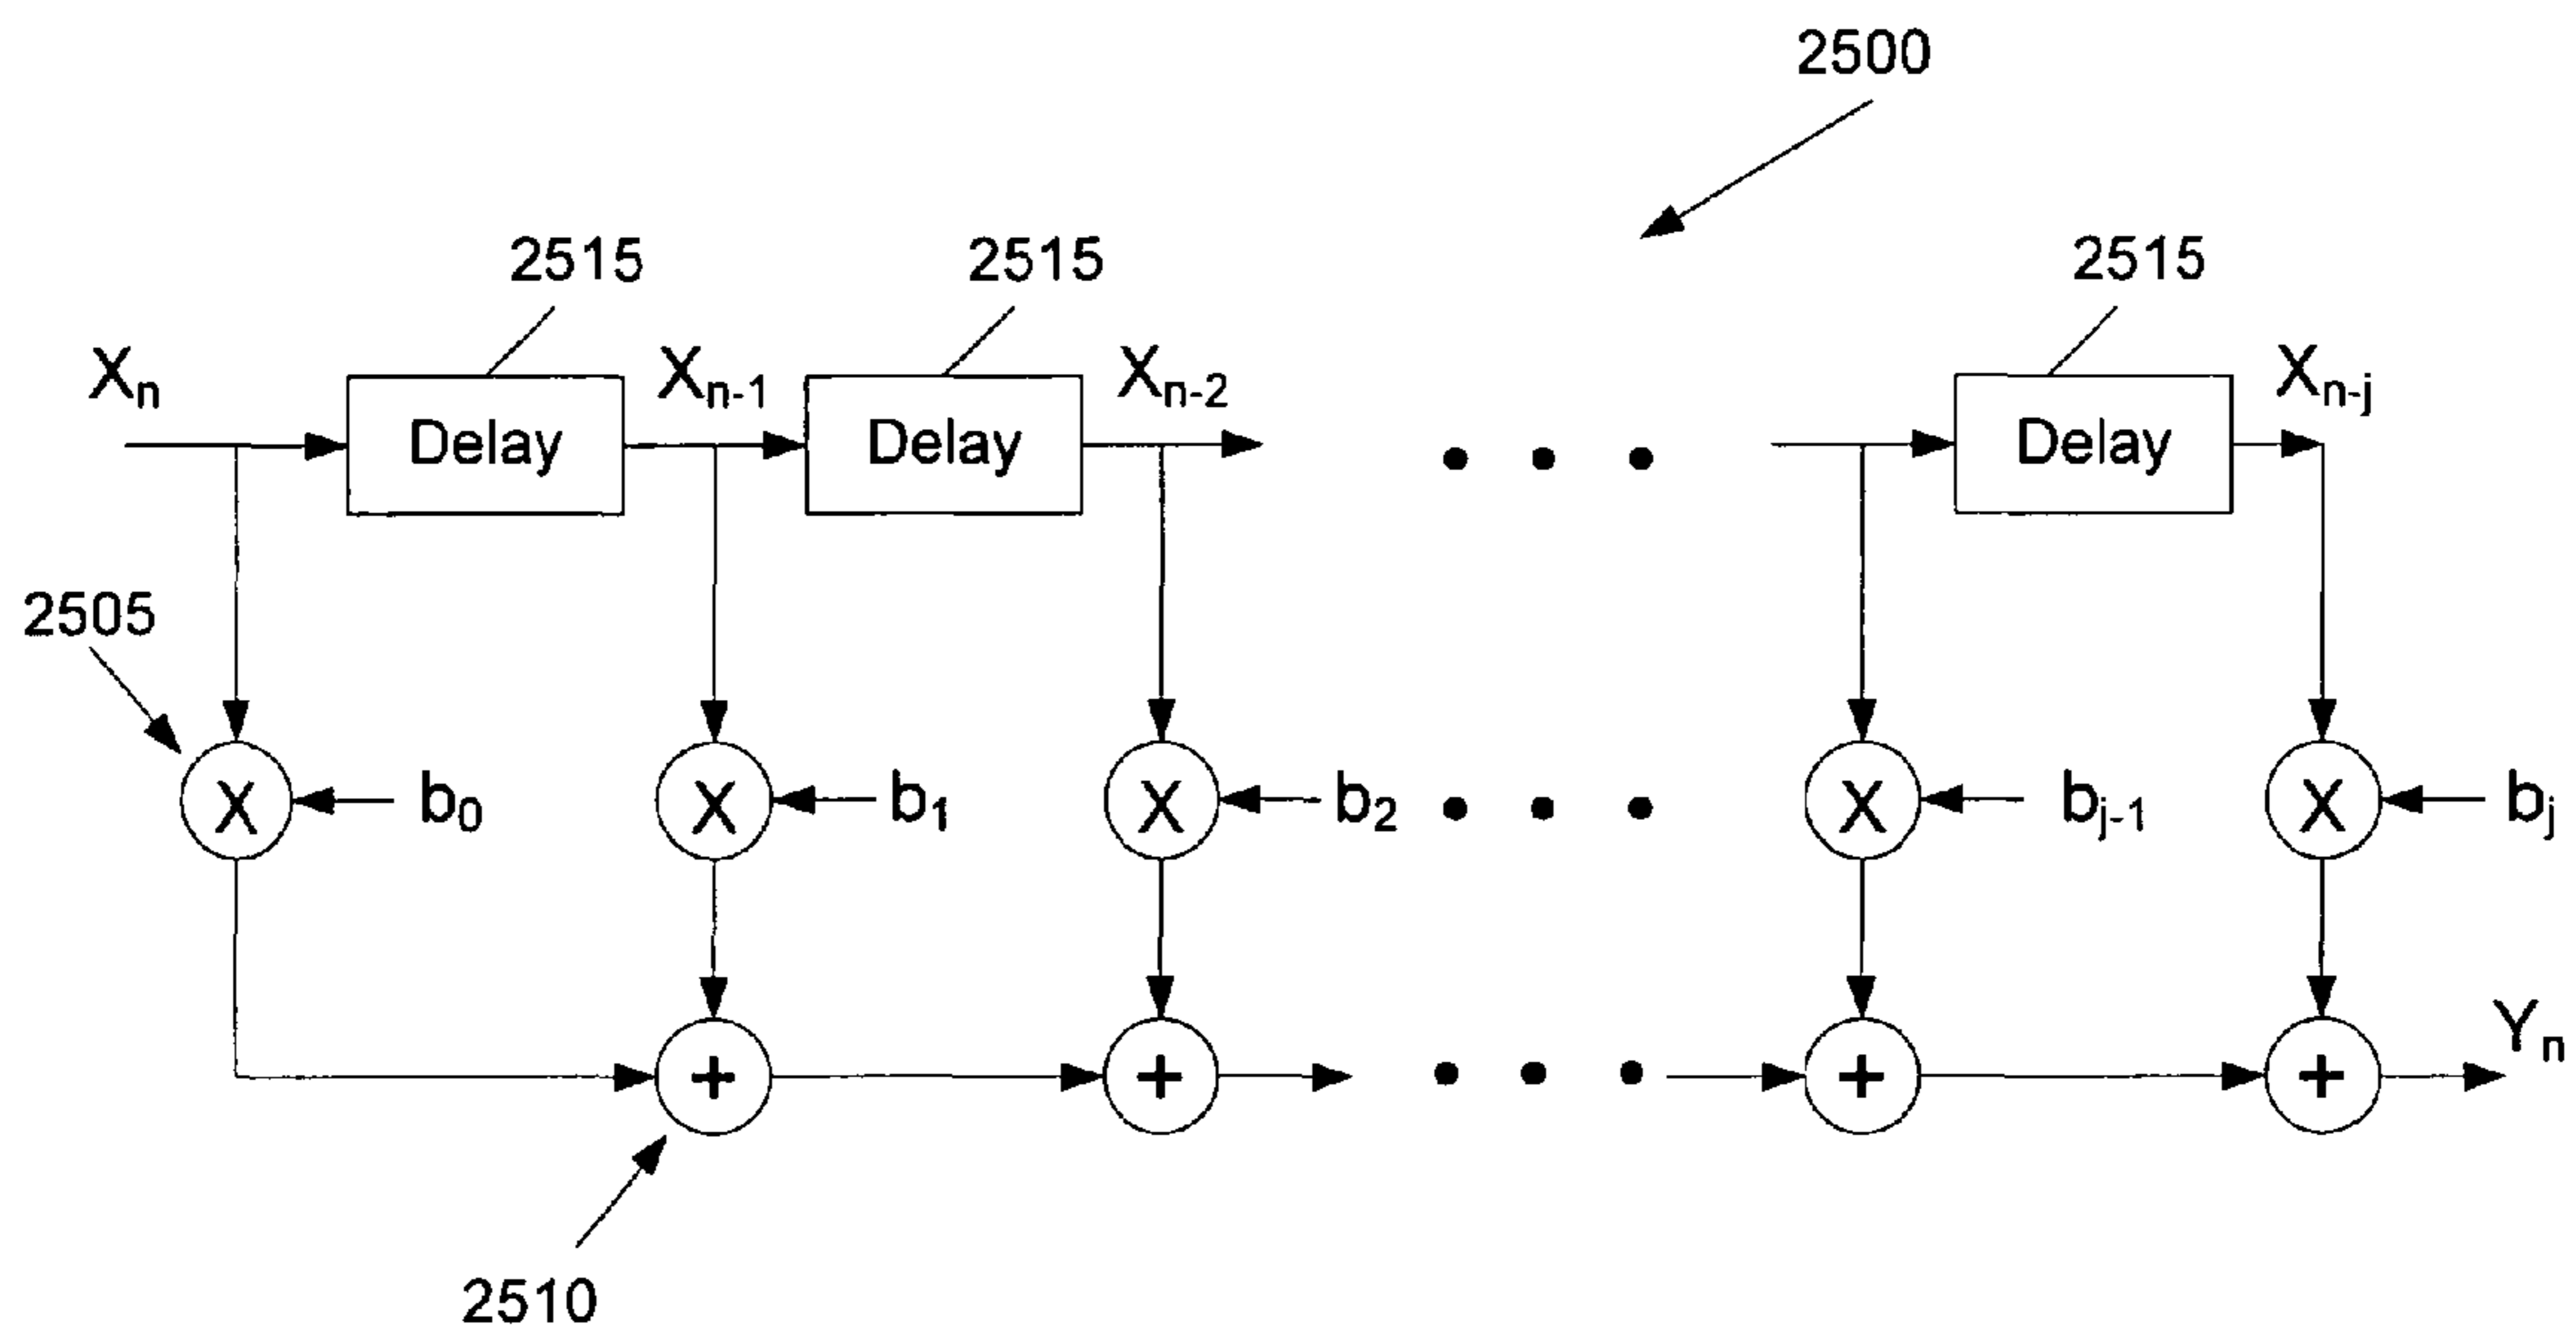 2500
2515 2515 2515
Xn Xn-1 Xn-2 Xn-j
Delay Delay Delay
2505
X b0 X b1 X b2 • • • X bj-1 X bj
Yn
+ + • • • + +
2510